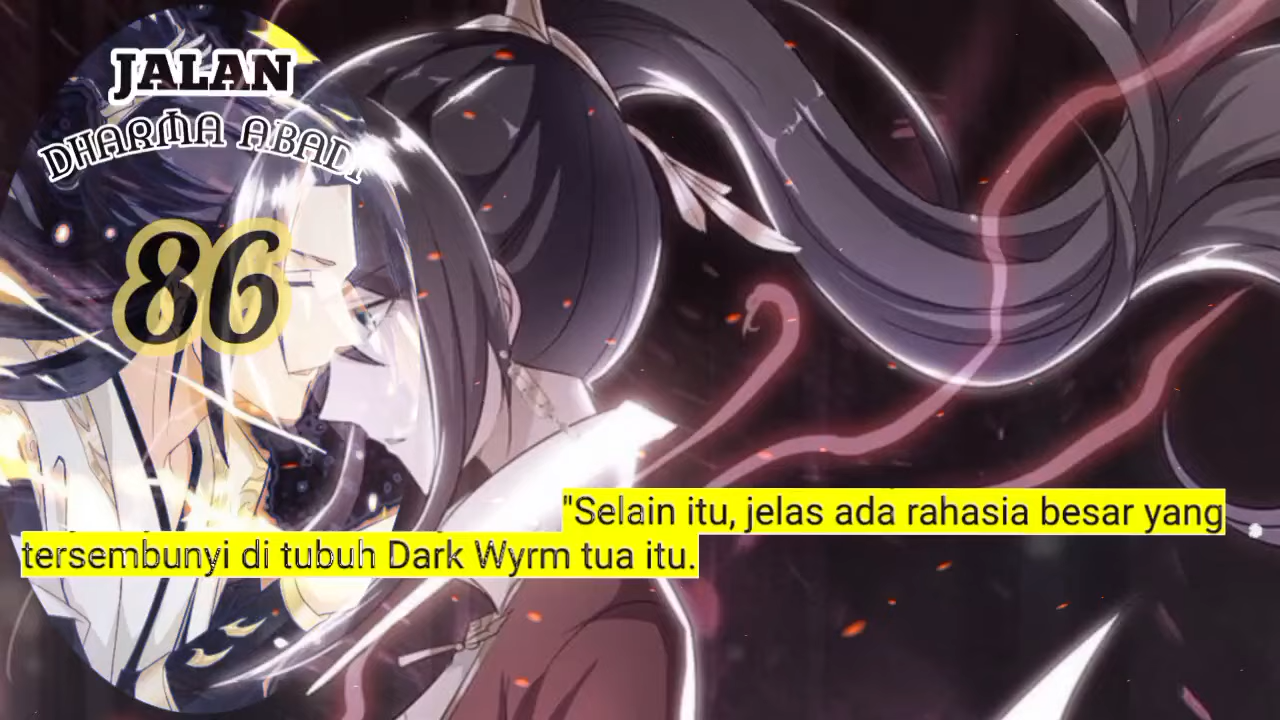 JALAN
DHARMA ABADI
86
"Selain itu, jelas ada rahasia besar yang
tersembunyi di tubuh Dark Wyrm tua itu.